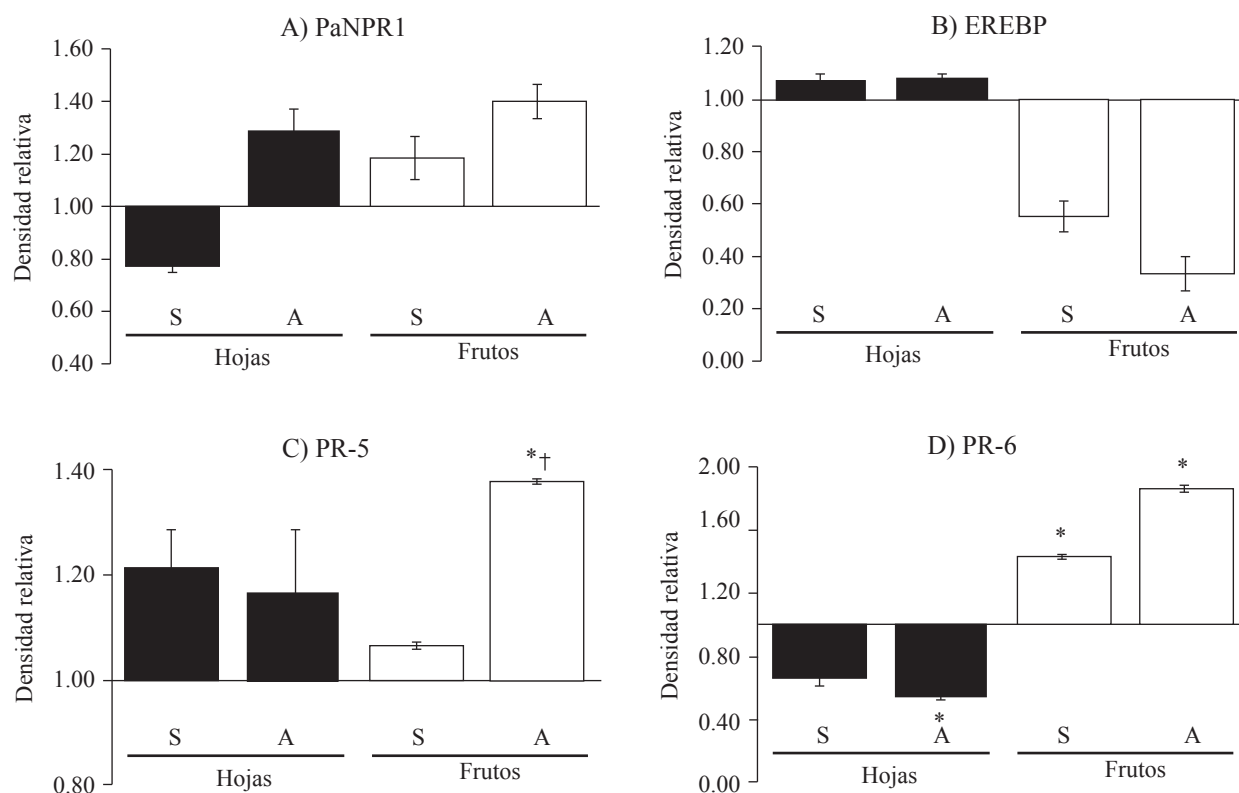 A) PaNPR1
1.60
1.40
1.20
1.00
0.80
0.60
0.40
Densidad relativa
S A S A
Hojas Frutos
B) EREBP
1.20
1.00
0.80
0.60
0.40
0.20
0.00
Densidad relativa
S A S A
Hojas Frutos
C) PR-5
1.40
1.20
1.00
0.80
Densidad relativa
*†
S A S A
Hojas Frutos
D) PR-6
2.00
1.60
1.20
0.80
0.40
0.00
Densidad relativa
* *
*
S A S A
Hojas Frutos